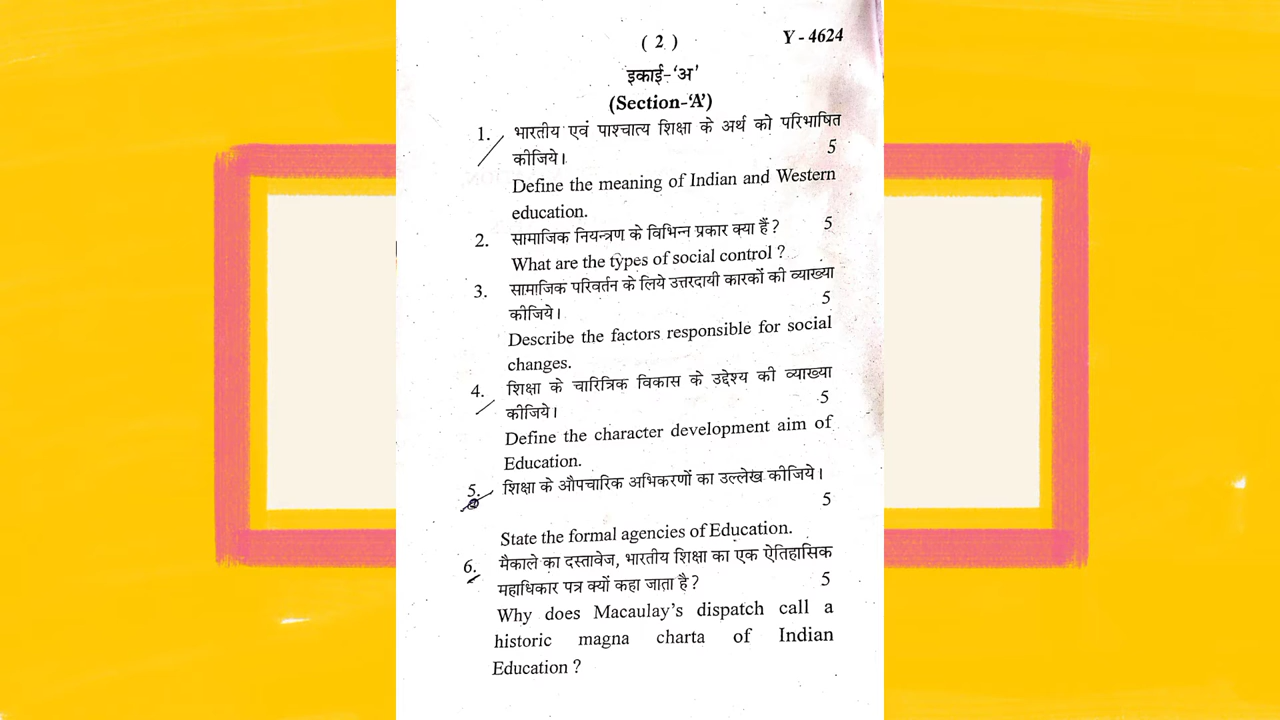 ( 2 ) Y - 4624
इकाई-‘अ’
(Section-‘A’)
1. भारतीय एवं पाश्चात्य शिक्षा के अर्थ को परिभाषित
कीजिये। 5
Define the meaning of Indian and Western
education.
2. सामाजिक नियन्त्रण के विभिन्न प्रकार क्या हैं ? 5
What are the types of social control ?
3. सामाजिक परिवर्तन के लिये उत्तरदायी कारकों की व्याख्या
कीजिये। 5
Describe the factors responsible for social
changes.
4. शिक्षा के चारित्रिक विकास के उद्देश्य की व्याख्या
कीजिये। 5
Define the character development aim of
Education.
5. शिक्षा के औपचारिक अभिकरणों का उल्लेख कीजिये।
5
State the formal agencies of Education.
6. मैकाले का दस्तावेज, भारतीय शिक्षा का एक ऐतिहासिक
महाधिकार पत्र क्यों कहा जाता है ? 5
Why does Macaulay’s dispatch call a
historic magna charta of Indian
Education ?